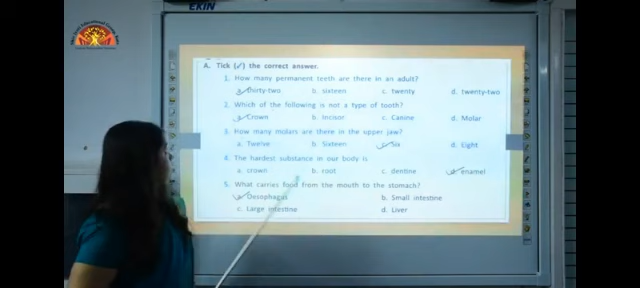 EKIN
A. Tick (✓) the correct answer.
1. How many permanent teeth are there in an adult?
a. thirty-two b. sixteen c. twenty d. twenty-two
2. Which of the following is not a type of tooth?
a. Crown b. Incisor c. Canine d. Molar
3. How many molars are there in the upper jaw?
a. Twelve b. Sixteen c. Six d. Eight
4. The hardest substance in our body is
a. crown b. root c. dentine d. enamel
5. What carries food from the mouth to the stomach?
a. Oesophagus b. Small intestine
c. Large intestine d. Liver